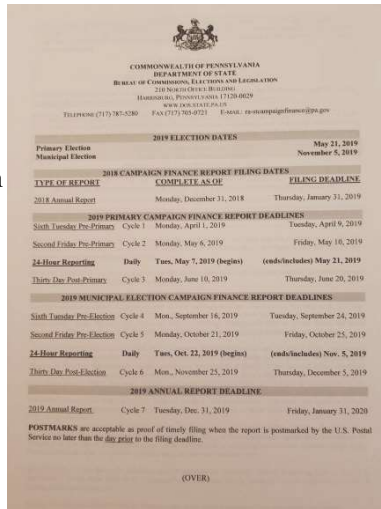 COMMONWEALTH OF PENNSYLVANIA
DEPARTMENT OF STATE
BUREAU OF COMMISSIONS, ELECTIONS AND LEGISLATION
210 NORTH OFFICE BUILDING
HARRISBURG, PENNSYLVANIA 17120-0029
WWW.DOS.STATE.PA.US
TELEPHONE (717) 787-5280 FAX (717) 705-0721 E-MAIL: ra-stcampaignfinance@pa.gov
2019 ELECTION DATES
Primary Election May 21, 2019
Municipal Election November 5, 2019
2018 CAMPAIGN FINANCE REPORT FILING DATES
TYPE OF REPORT COMPLETE AS OF FILING DEADLINE
2018 Annual Report Monday, December 31, 2018 Thursday, January 31, 2019
2019 PRIMARY CAMPAIGN FINANCE REPORT DEADLINES
Sixth Tuesday Pre-Primary Cycle 1 Monday, April 1, 2019 Tuesday, April 9, 2019
Second Friday Pre-Primary Cycle 2 Monday, May 6, 2019 Friday, May 10, 2019
24-Hour Reporting Daily Tues, May 7, 2019 (begins) (ends/includes) May 21, 2019
Thirty Day Post-Primary Cycle 3 Monday, June 10, 2019 Thursday, June 20, 2019
2019 MUNICIPAL ELECTION CAMPAIGN FINANCE REPORT DEADLINES
Sixth Tuesday Pre-Election Cycle 4 Mon., September 16, 2019 Tuesday, September 24, 2019
Second Friday Pre-Election Cycle 5 Monday, October 21, 2019 Friday, October 25, 2019
24-Hour Reporting Daily Tues, Oct. 22, 2019 (begins) (ends/includes) Nov. 5, 2019
Thirty Day Post-Election Cycle 6 Mon., November 25, 2019 Thursday, December 5, 2019
2019 ANNUAL REPORT DEADLINE
2019 Annual Report Cycle 7 Tuesday, Dec. 31, 2019 Friday, January 31, 2020
POSTMARKS are acceptable as proof of timely filing when the report is postmarked by the U.S. Postal
Service no later than the day prior to the filing deadline.
(OVER)